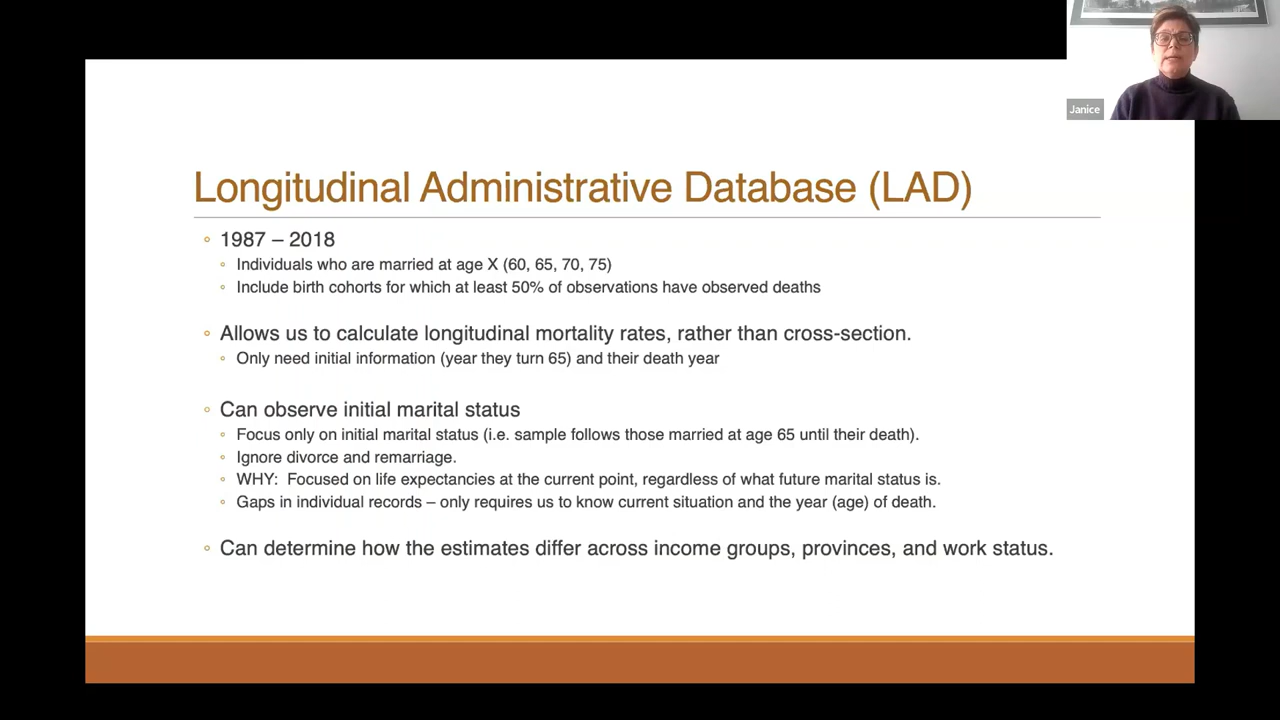 Janice
Longitudinal Administrative Database (LAD)
◦ 1987 – 2018
◦ Individuals who are married at age X (60, 65, 70, 75)
◦ Include birth cohorts for which at least 50% of observations have observed deaths
◦ Allows us to calculate longitudinal mortality rates, rather than cross-section.
◦ Only need initial information (year they turn 65) and their death year
◦ Can observe initial marital status
◦ Focus only on initial marital status (i.e. sample follows those married at age 65 until their death).
◦ Ignore divorce and remarriage.
◦ WHY: Focused on life expectancies at the current point, regardless of what future marital status is.
◦ Gaps in individual records – only requires us to know current situation and the year (age) of death.
◦ Can determine how the estimates differ across income groups, provinces, and work status.